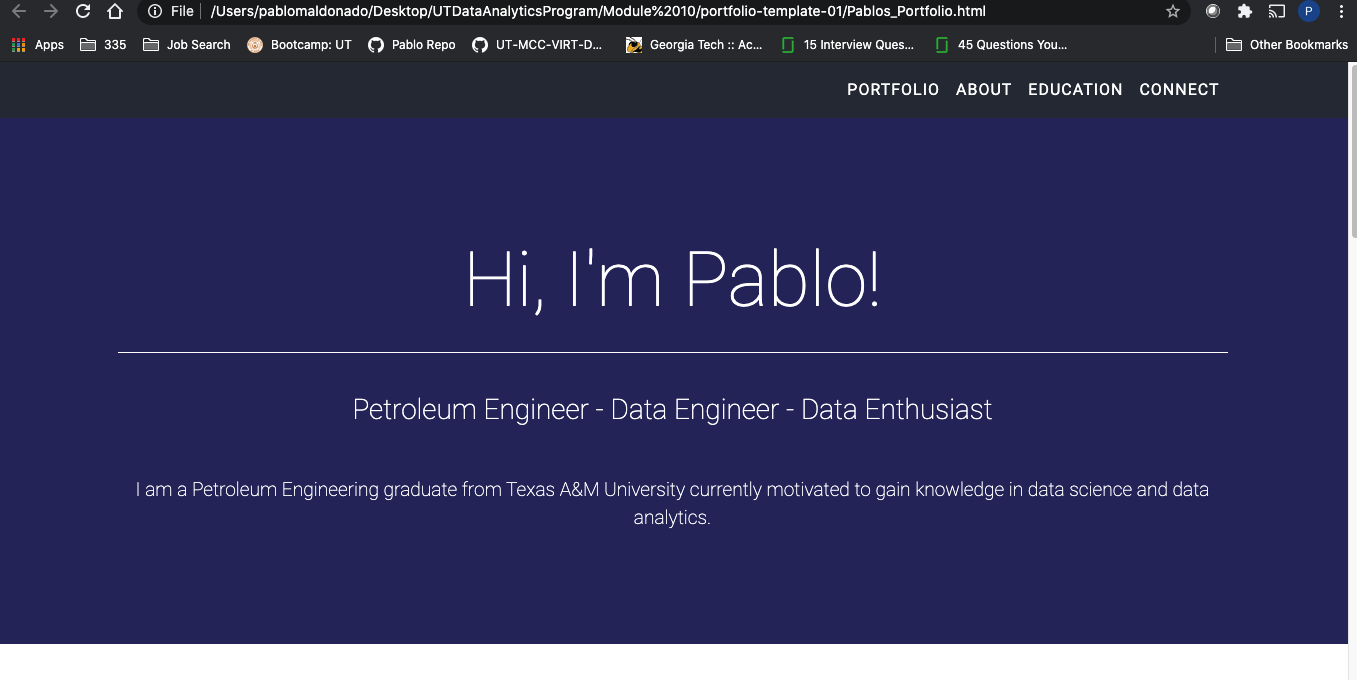 File /Users/pablomaldonado/Desktop/UTDataAnalyticsProgram/Module%2010/portfolio-template-01/Pablos_Portfolio.html P
Apps 335 Job Search Bootcamp: UT Pablo Repo UT-MCC-VIRT-D... Georgia Tech :: Ac... 15 Interview Ques... 45 Questions You... Other Bookmarks
PORTFOLIO ABOUT EDUCATION CONNECT
Hi, I'm Pablo!
Petroleum Engineer - Data Engineer - Data Enthusiast
I am a Petroleum Engineering graduate from Texas A&M University currently motivated to gain knowledge in data science and data
analytics.